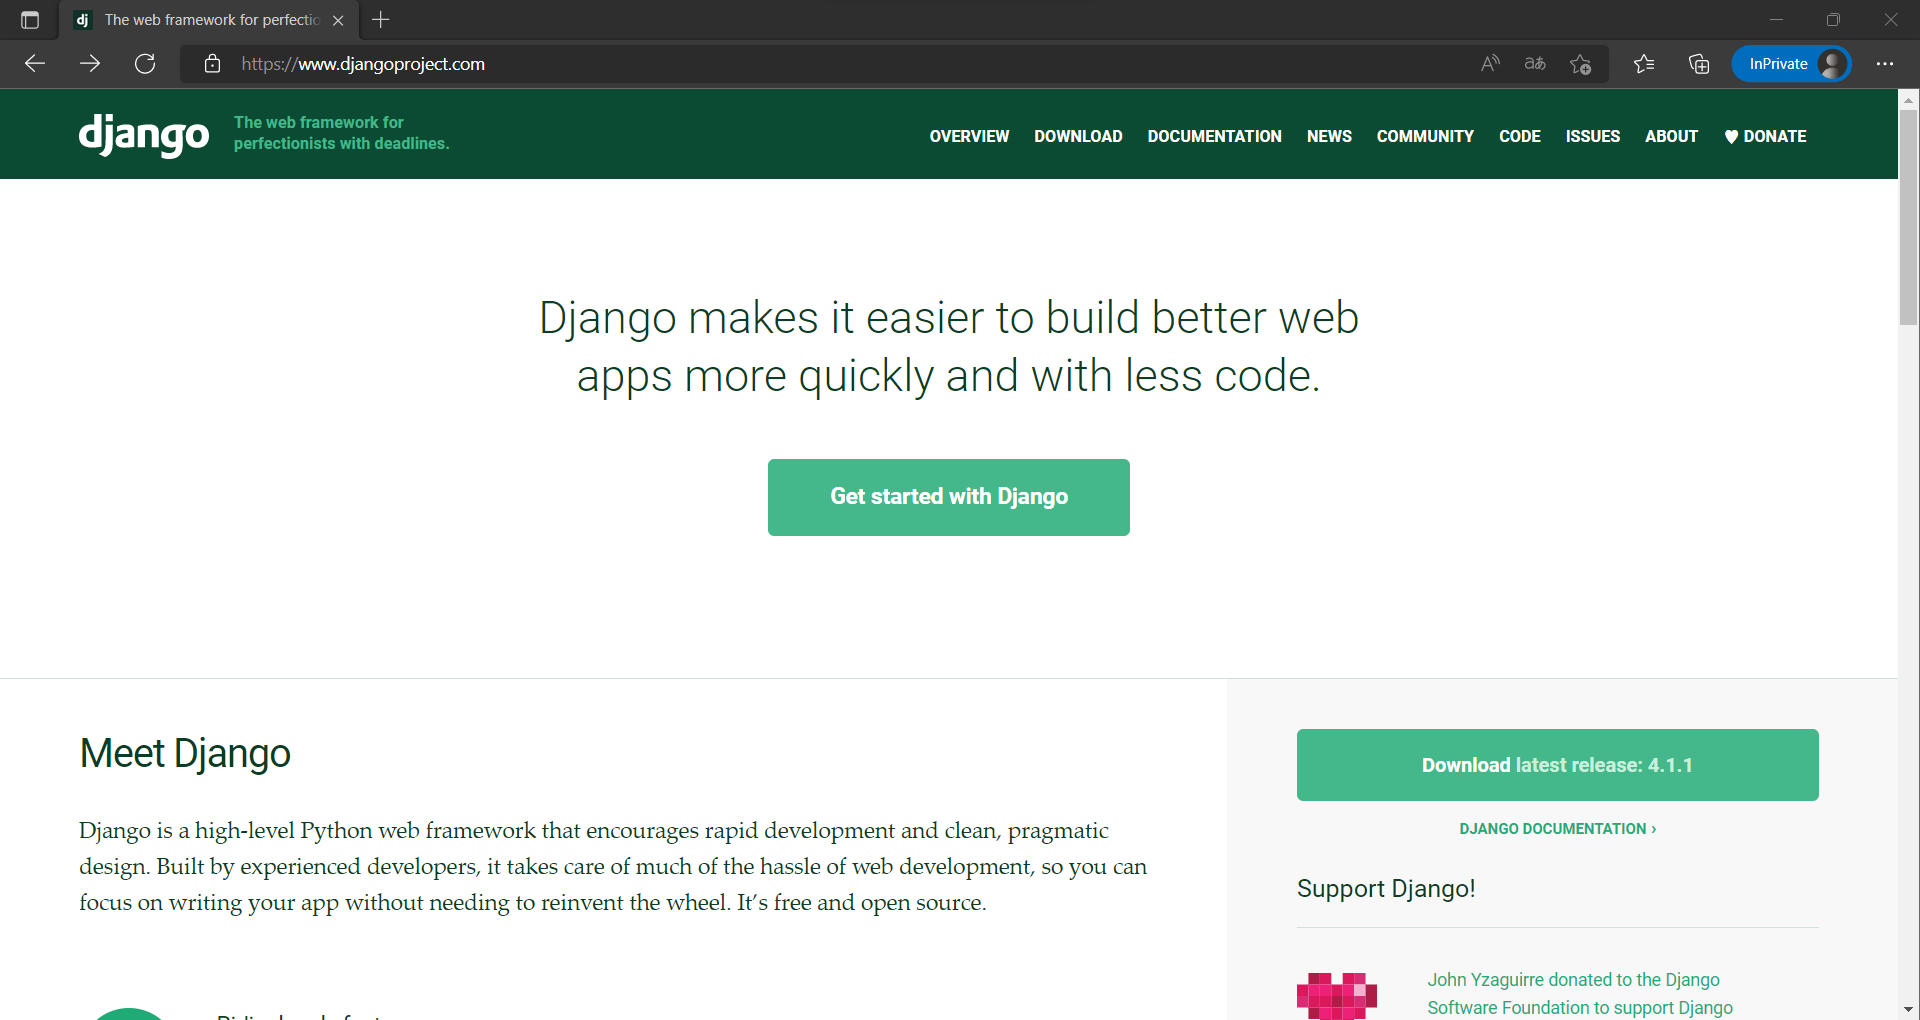 The web framework for perfectio
https://www.djangoproject.com
InPrivate
django
The web framework for
perfectionists with deadlines.
OVERVIEW DOWNLOAD DOCUMENTATION NEWS COMMUNITY CODE ISSUES ABOUT ♥ DONATE
Django makes it easier to build better web
apps more quickly and with less code.
Get started with Django
Meet Django
Django is a high-level Python web framework that encourages rapid development and clean, pragmatic
design. Built by experienced developers, it takes care of much of the hassle of web development, so you can
focus on writing your app without needing to reinvent the wheel. It’s free and open source.
Download latest release: 4.1.1
DJANGO DOCUMENTATION ›
Support Django!
John Yzaguirre donated to the Django
Software Foundation to support Django